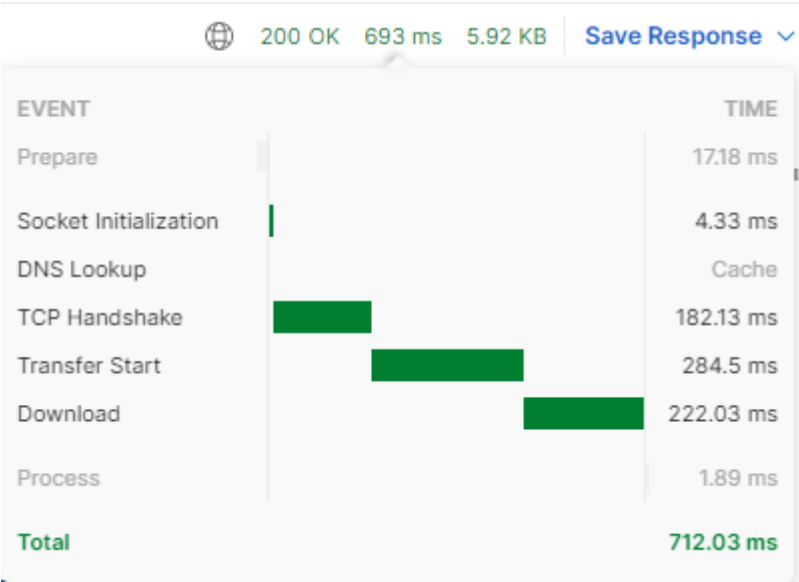 200 OK 693 ms 5.92 KB Save Response
EVENT TIME
Prepare 17.18 ms
Socket Initialization 4.33 ms
DNS Lookup Cache
TCP Handshake 182.13 ms
Transfer Start 284.5 ms
Download 222.03 ms
Process 1.89 ms
Total 712.03 ms